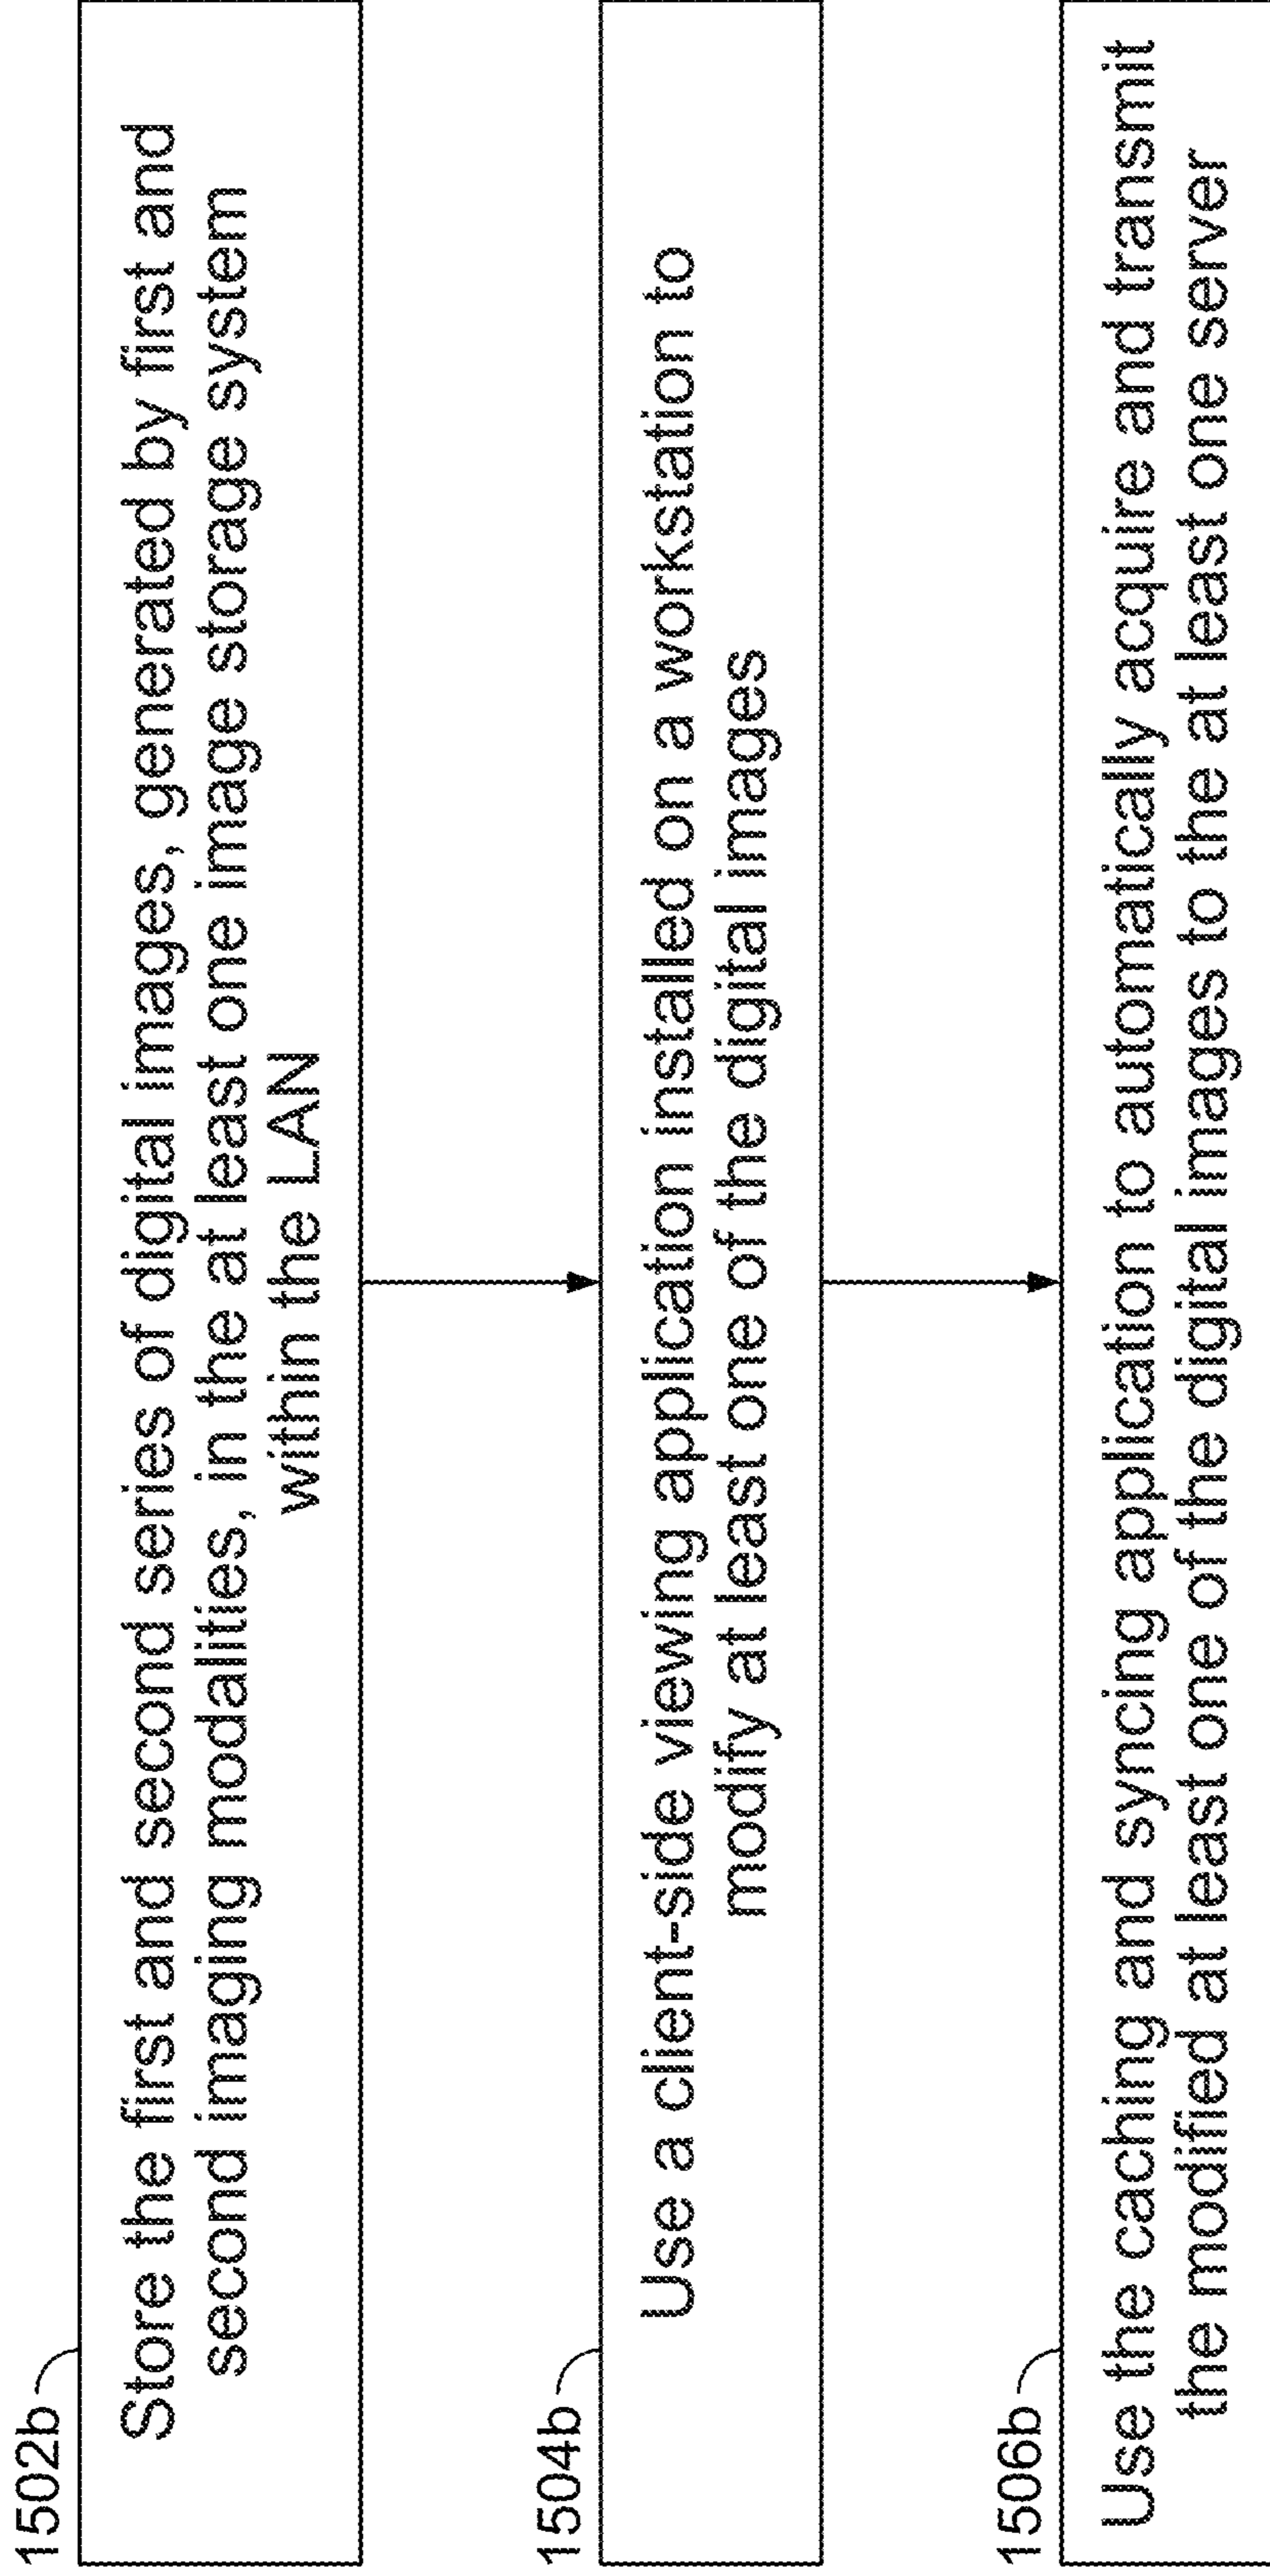 1502b
Store the first and second series of digital images, generated by first and
second imaging modalities, in the at least one image storage system
within the LAN
1504b
Use a client-side viewing application installed on a workstation to
modify at least one of the digital images
1506b
Use the caching and syncing application to automatically acquire and transmit
the modified at least one of the digital images to the at least one server